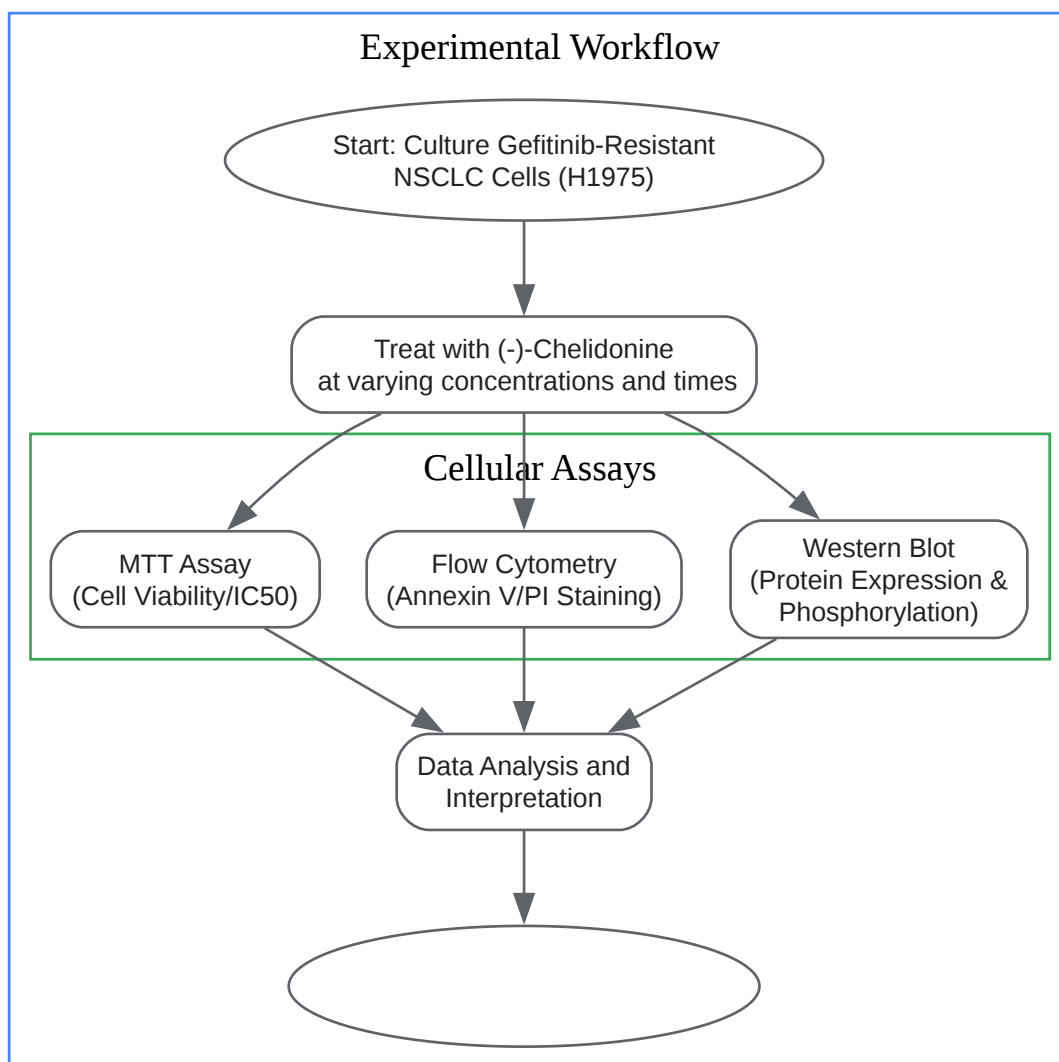 Experimental Workflow
Start: Culture Gefitinib-Resistant
NSCLC Cells (H1975)
Treat with (-)-Chelidonine
at varying concentrations and times
Cellular Assays
MTT Assay
(Cell Viability/IC50)
Flow Cytometry
(Annexin V/PI Staining)
Western Blot
(Protein Expression &
Phosphorylation)
Data Analysis and
Interpretation